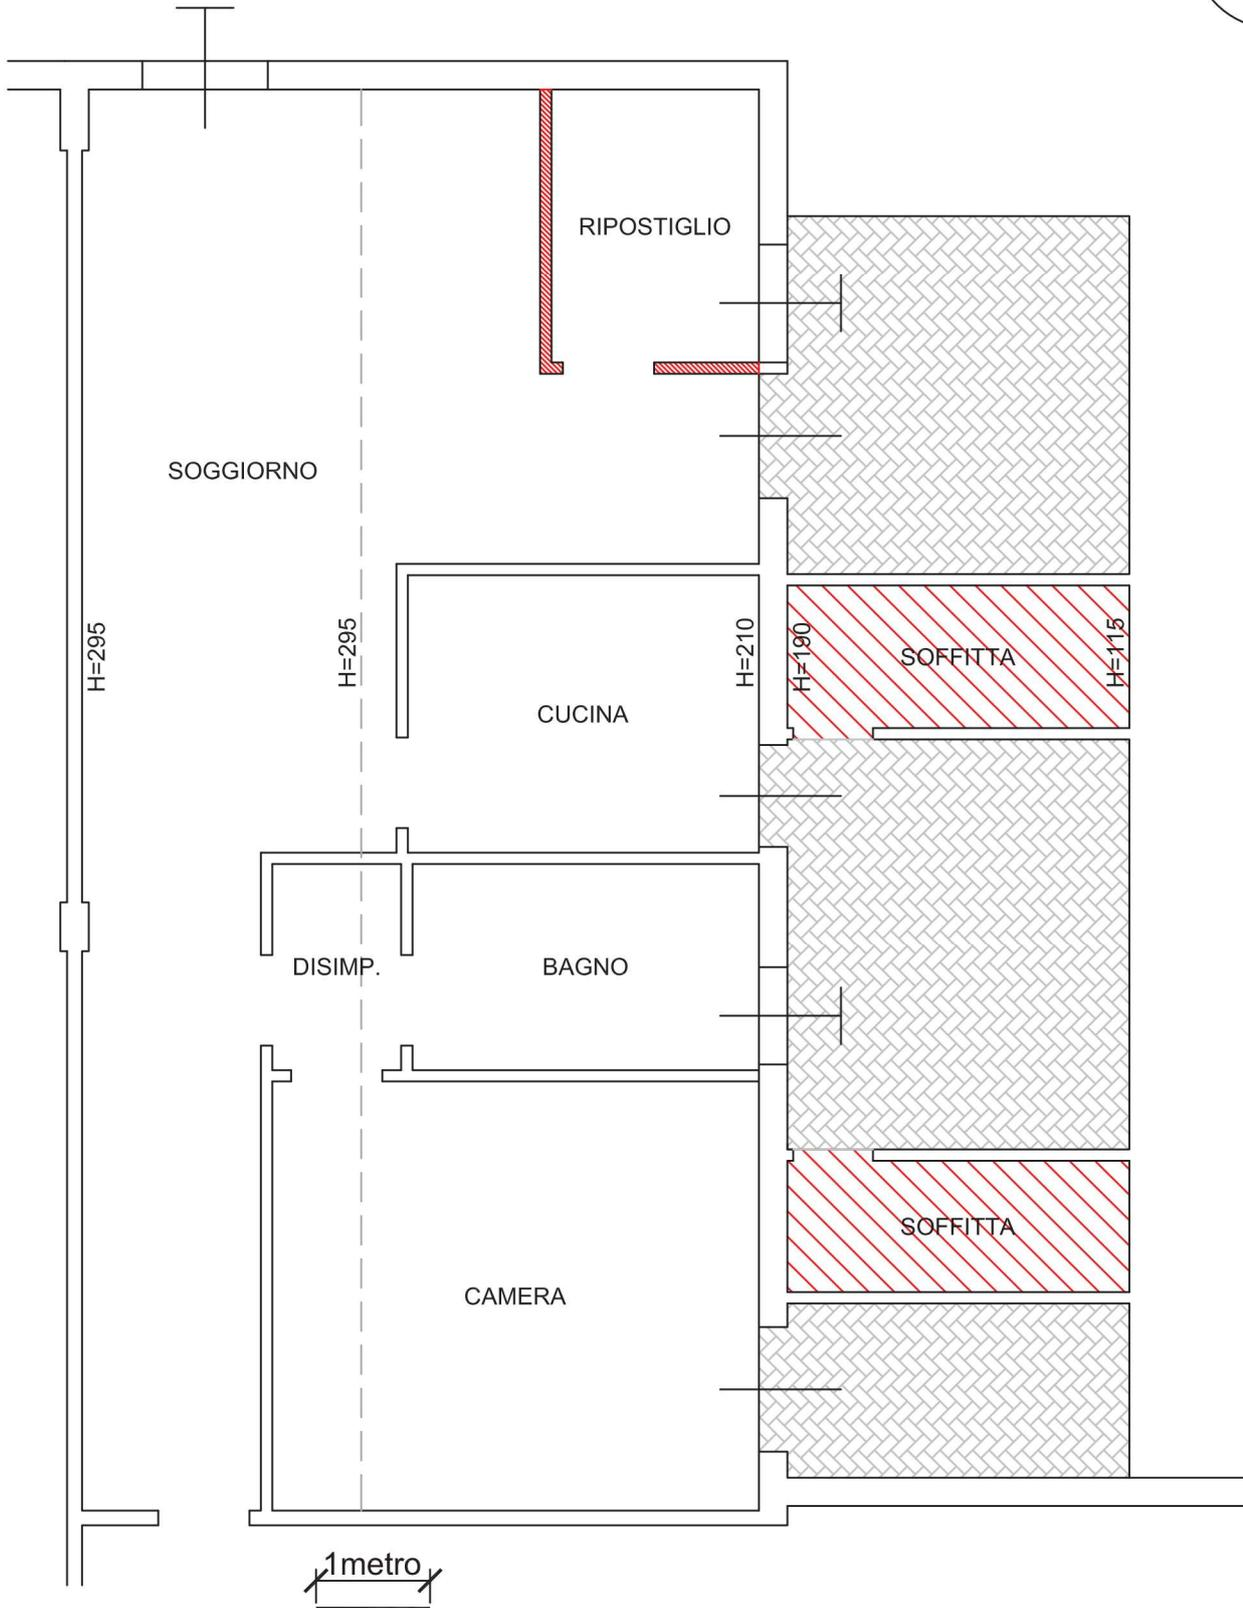 RIPOSTIGLIO
SOGGIORNO
H=295
H=295
H=210
H=190
SOFFITTA
H=115
CUCINA
DISIMP.
BAGNO
SOFFITTA
CAMERA
1metro